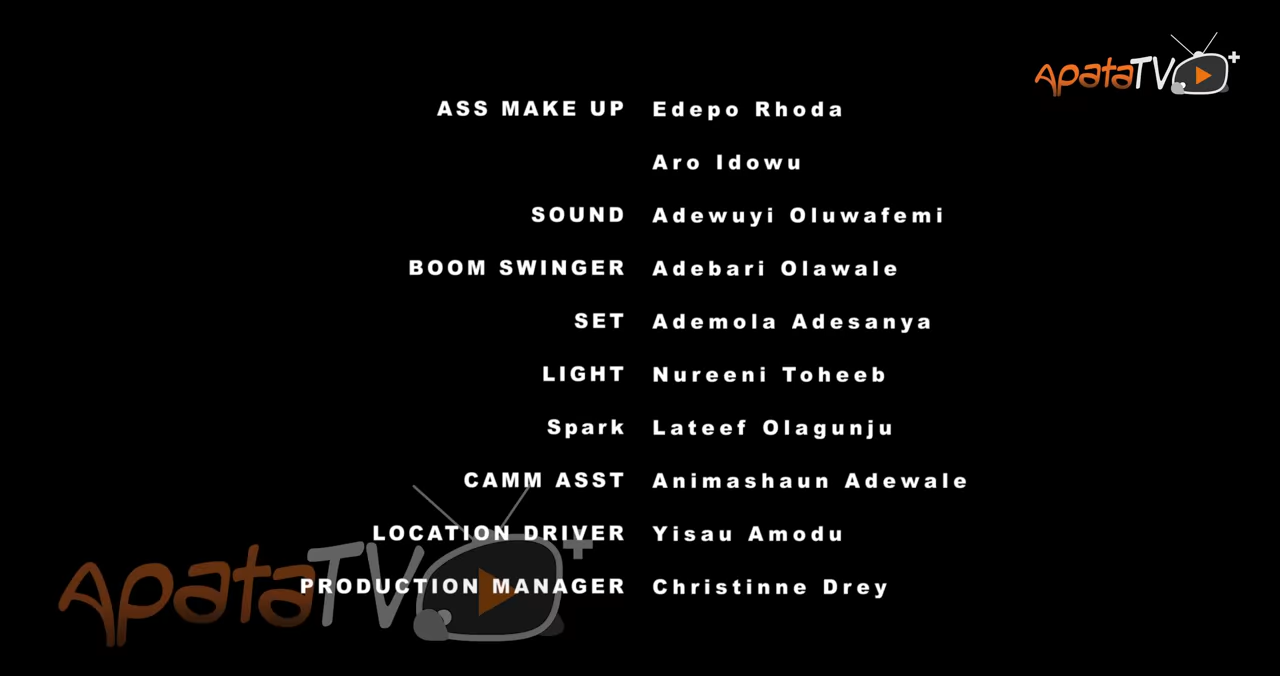 ApataTV+
ASS MAKE UP Edepo Rhoda
Aro Idowu
SOUND Adewuyi Oluwafemi
BOOM SWINGER Adebari Olawale
SET Ademola Adesanya
LIGHT Nureeni Toheeb
Spark Lateef Olagunju
CAMM ASST Animashaun Adewale
LOCATION DRIVER Yisau Amodu
PRODUCTION MANAGER Christinne Drey
ApataTV+